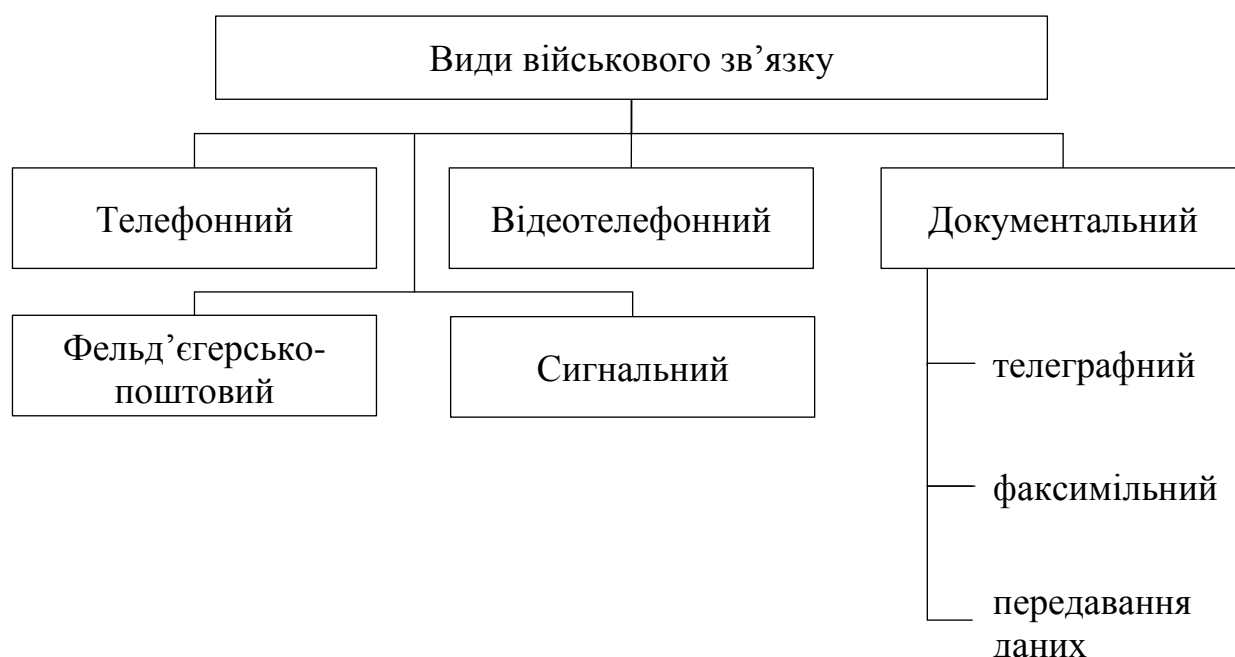 Види військового зв’язку
Телефонний
Відеотелефонний
Документальний
Фельд’єгерсько-
поштовий
Сигнальний
телеграфний
факсимільний
передавання
даних